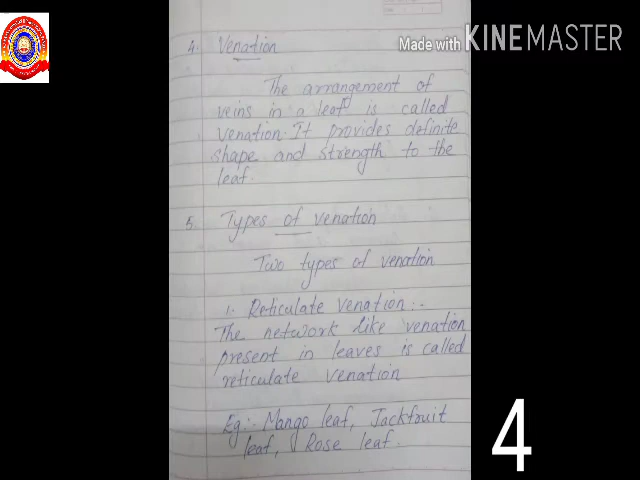 Made with KINEMASTER
4. Venation
The arrangement of
veins in a leaf is called
venation. It provides definite
shape and strength to the
leaf.
5. Types of venation
Two types of venation
1. Reticulate venation :-
The network like venation
present in leaves is called
reticulate venation
Eg:- Mango leaf, Jackfruit
leaf, Rose leaf.
4